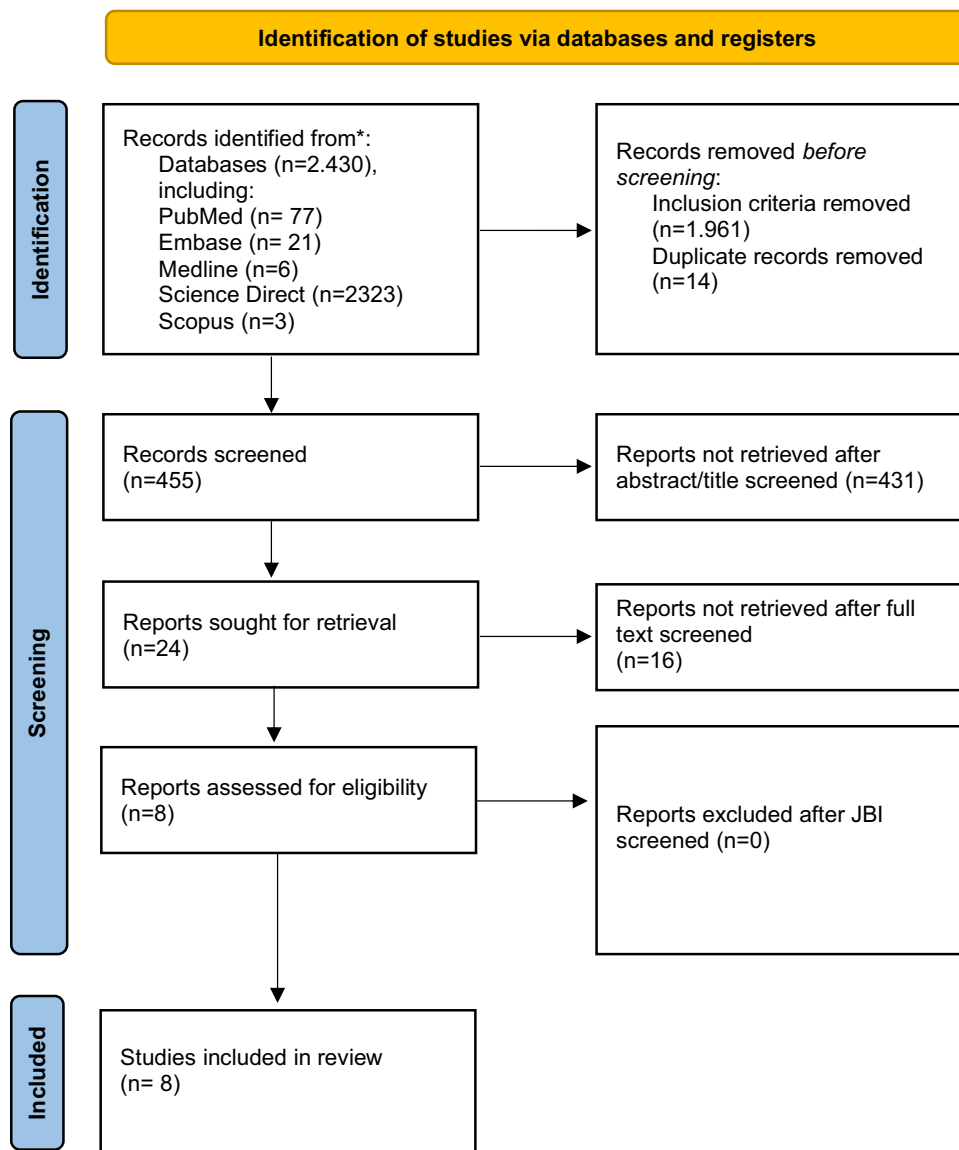 Identification of studies via databases and registers
Identification
Records identified from*:
Databases (n=2.430),
including:
PubMed (n= 77)
Embase (n= 21)
Medline (n=6)
Science Direct (n=2323)
Scopus (n=3)
Records removed before
screening:
Inclusion criteria removed
(n=1.961)
Duplicate records removed
(n=14)
Screening
Records screened
(n=455)
Reports not retrieved after
abstract/title screened (n=431)
Reports sought for retrieval
(n=24)
Reports not retrieved after full
text screened
(n=16)
Reports assessed for eligibility
(n=8)
Reports excluded after JBI
screened (n=0)
Included
Studies included in review
(n= 8)